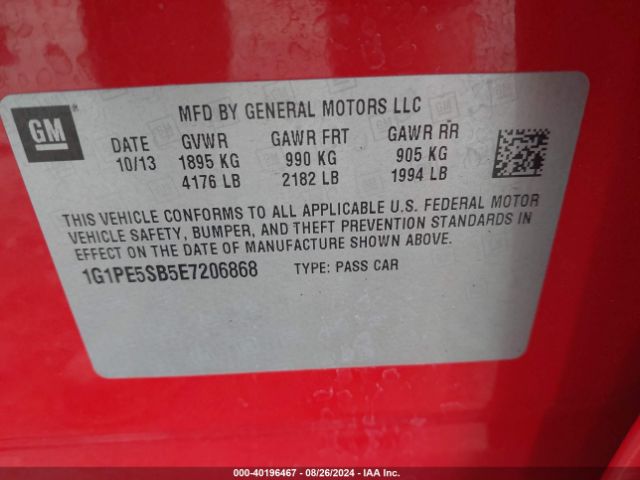 MFD BY GENERAL MOTORS LLC
GM
DATE GVWR GAWR FRT GAWR RR
10/13 1895 KG 990 KG 905 KG
4176 LB 2182 LB 1994 LB
THIS VEHICLE CONFORMS TO ALL APPLICABLE U.S. FEDERAL MOTOR
VEHICLE SAFETY, BUMPER, AND THEFT PREVENTION STANDARDS IN
EFFECT ON THE DATE OF MANUFACTURE SHOWN ABOVE.
1G1PE5SB5E7206868 TYPE: PASS CAR
000-40196467 - 08/26/2024 - IAA Inc.